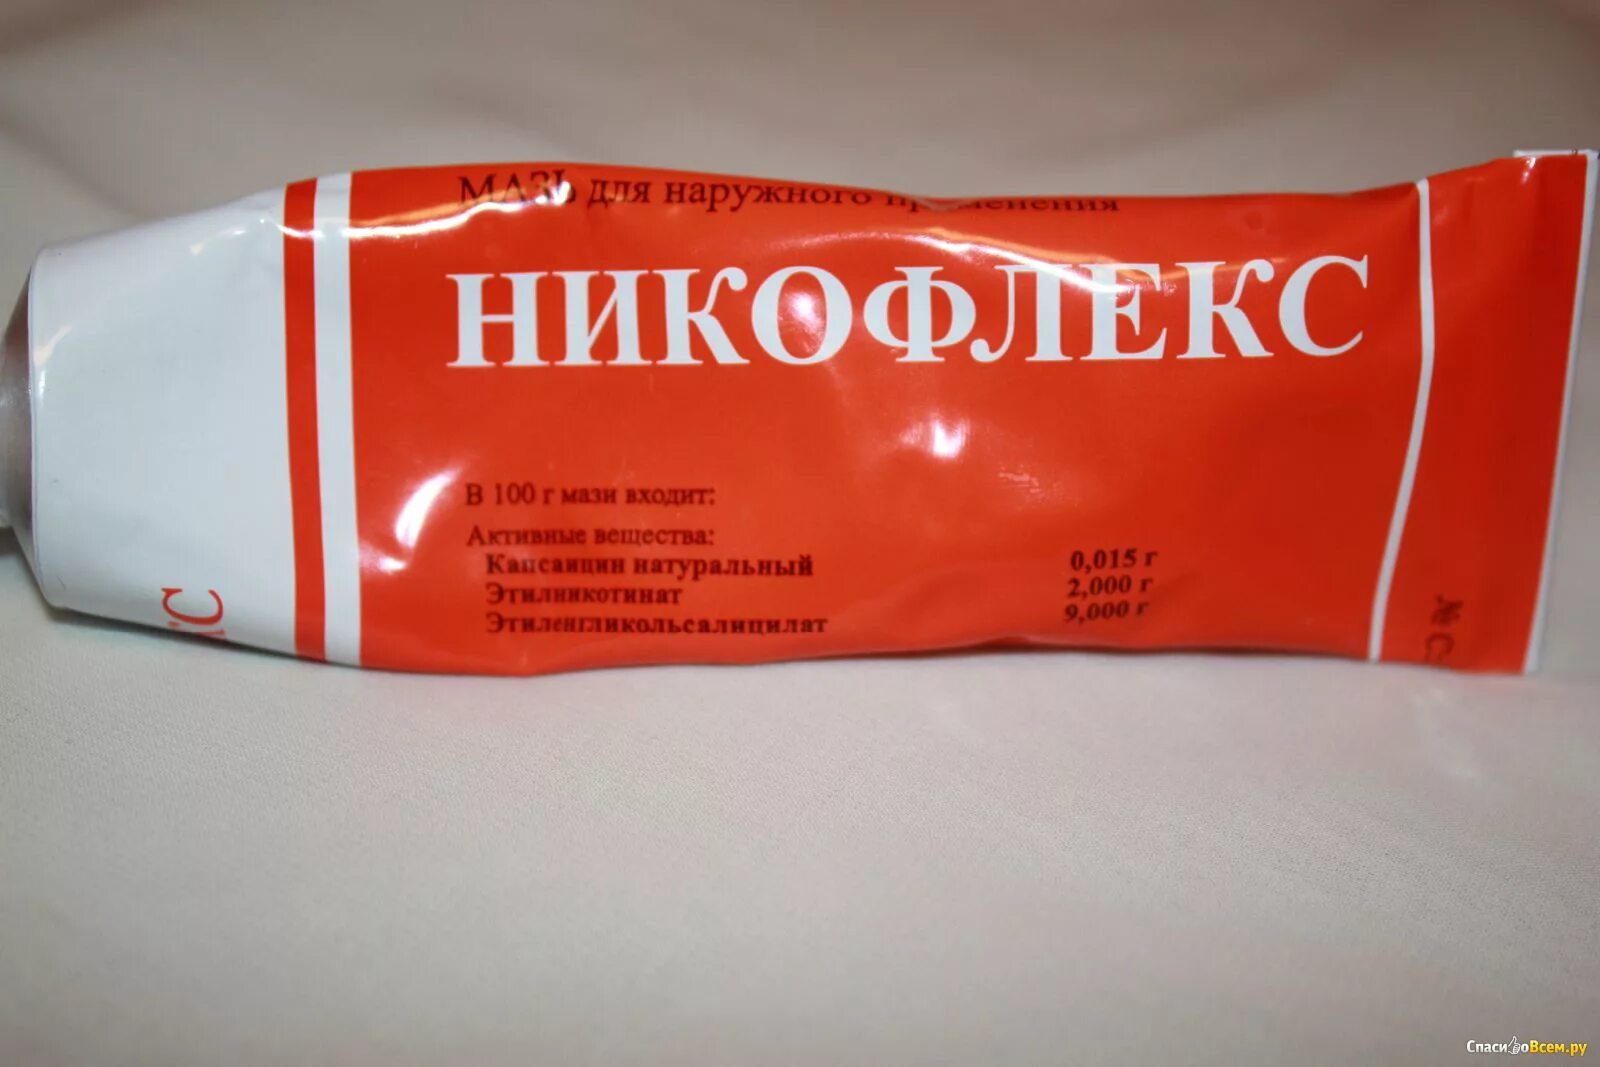 МАЗЬ для наружного применения
НИКОФЛЕКС
В 100 г мази входит:
Активные вещества:
Капсаицин натуральный 0,015 г
Этилникотинат 2,000 г
Этиленгликольсалицилат 9,000 г
СпасибоВсем.ру